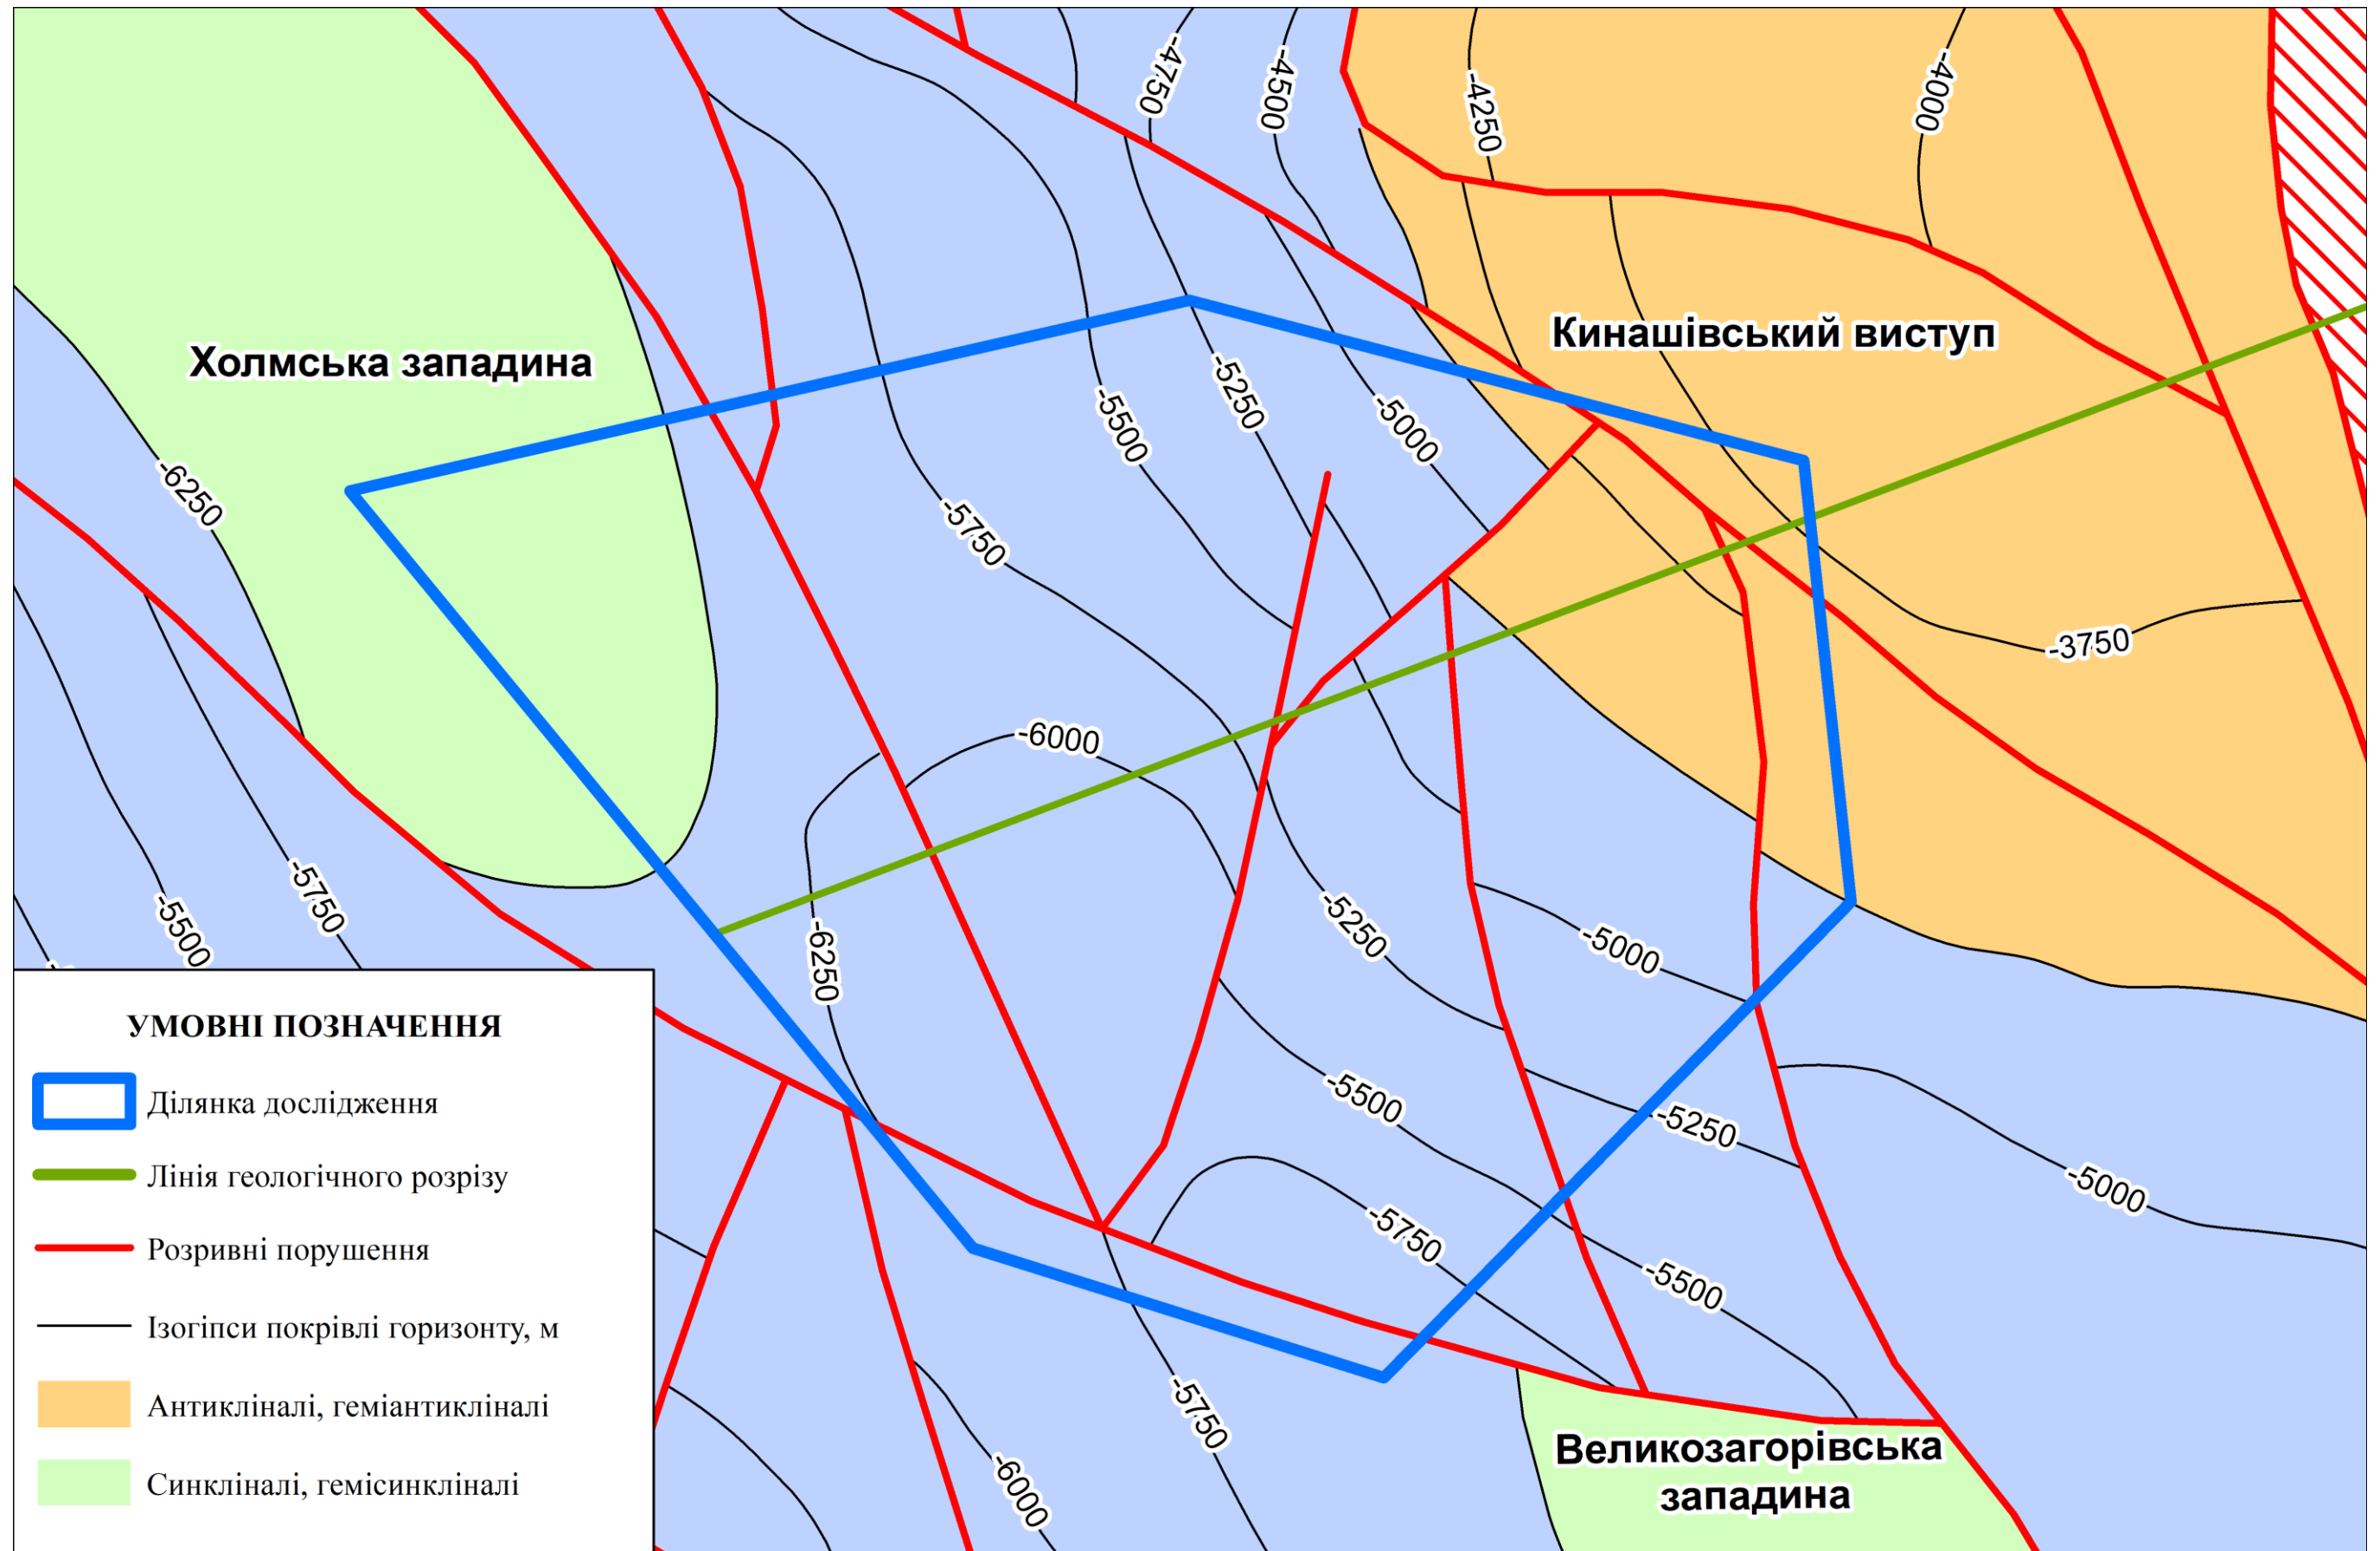 -4750
-4500
-4250
-4000
Кинашівський виступ
Холмська западина
-5250
-5500
-5000
-6250
-5750
-3750
-6000
-5750
-5500
-6250
-5250
-5000
УМОВНІ ПОЗНАЧЕННЯ
Ділянка дослідження
Лінія геологічного розрізу
Розривні порушення
Ізогіпси покрівлі горизонту, м
Антикліналі, геміантикліналі
Синкліналі, гемісинкліналі
-5500
-5250
-5000
-5750
-5500
-5750
-6000
Великозагорівська
западина